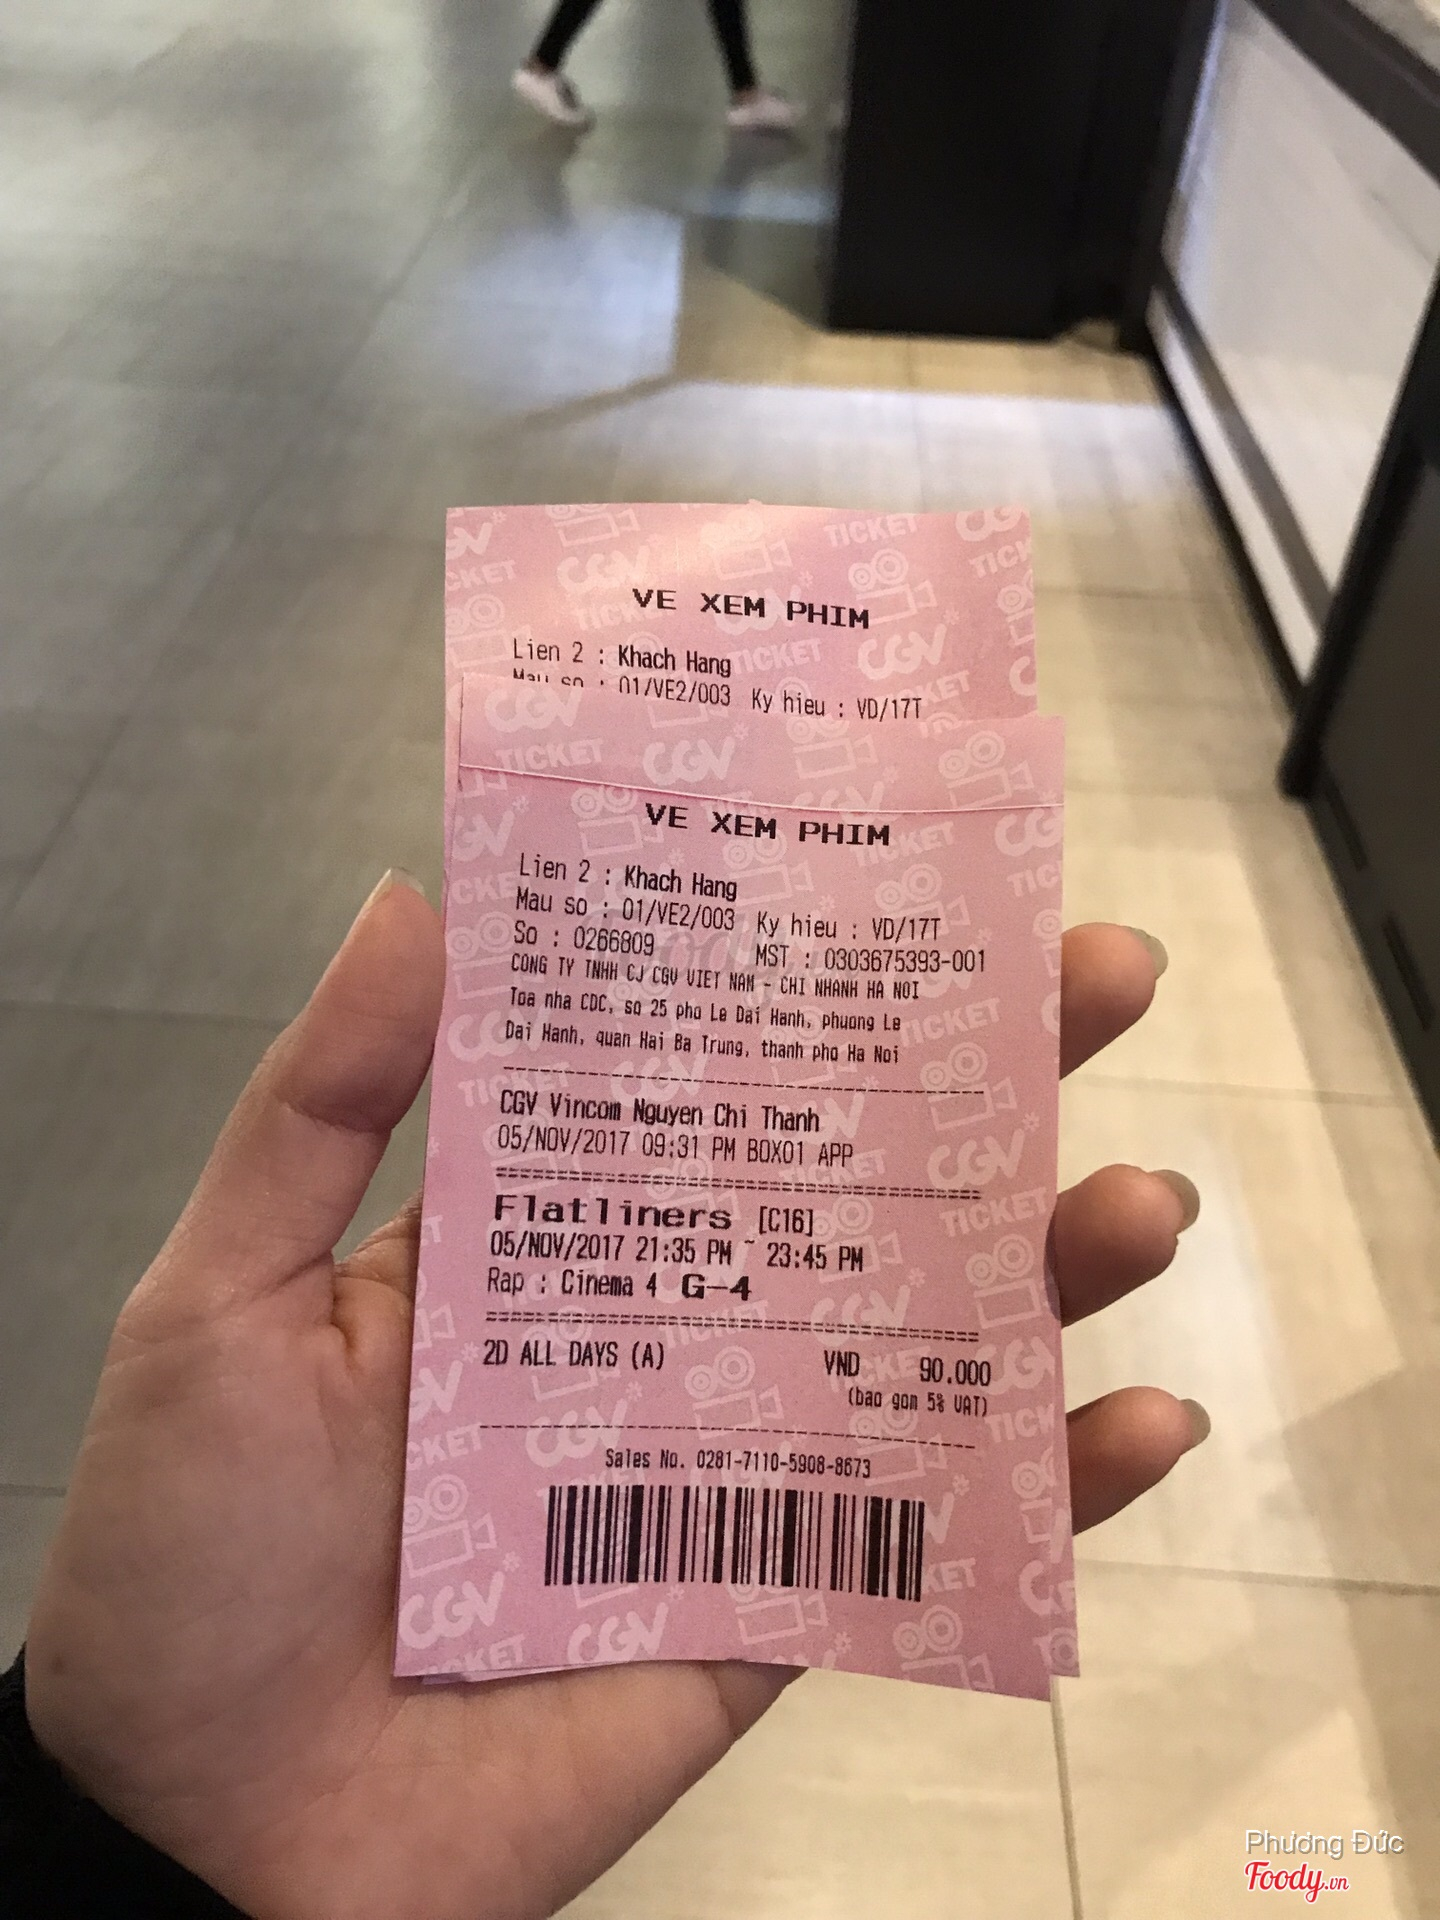 VE XEM PHIM
Lien 2 : Khach Hang
Mau so : 01/VE2/003 Ky hieu : VD/17T
VE XEM PHIM
Lien 2 : Khach Hang
Mau so : 01/VE2/003 Ky hieu : VD/17T
So : 0266809 MST : 0303675393-001
CONG TY TNHH CJ CGV VIET NAM - CHI NHANH HA NOI
Toa nha CDC, so 25 pho Le Dai Hanh, phuong Le
Dai Hanh, quan Hai Ba Trung, thanh pho Ha Noi
CGV Vincom Nguyen Chi Thanh
05/NOV/2017 09:31 PM BOX01 APP
Flatliners [C16]
05/NOV/2017 21:35 PM ~ 23:45 PM
Rap : Cinema 4 G-4
2D ALL DAYS (A) VND 90.000
(bao gom 5% VAT)
Sales No. 0281-7110-5908-8673
CGV TICKET
Phương Đức
Foody.vn